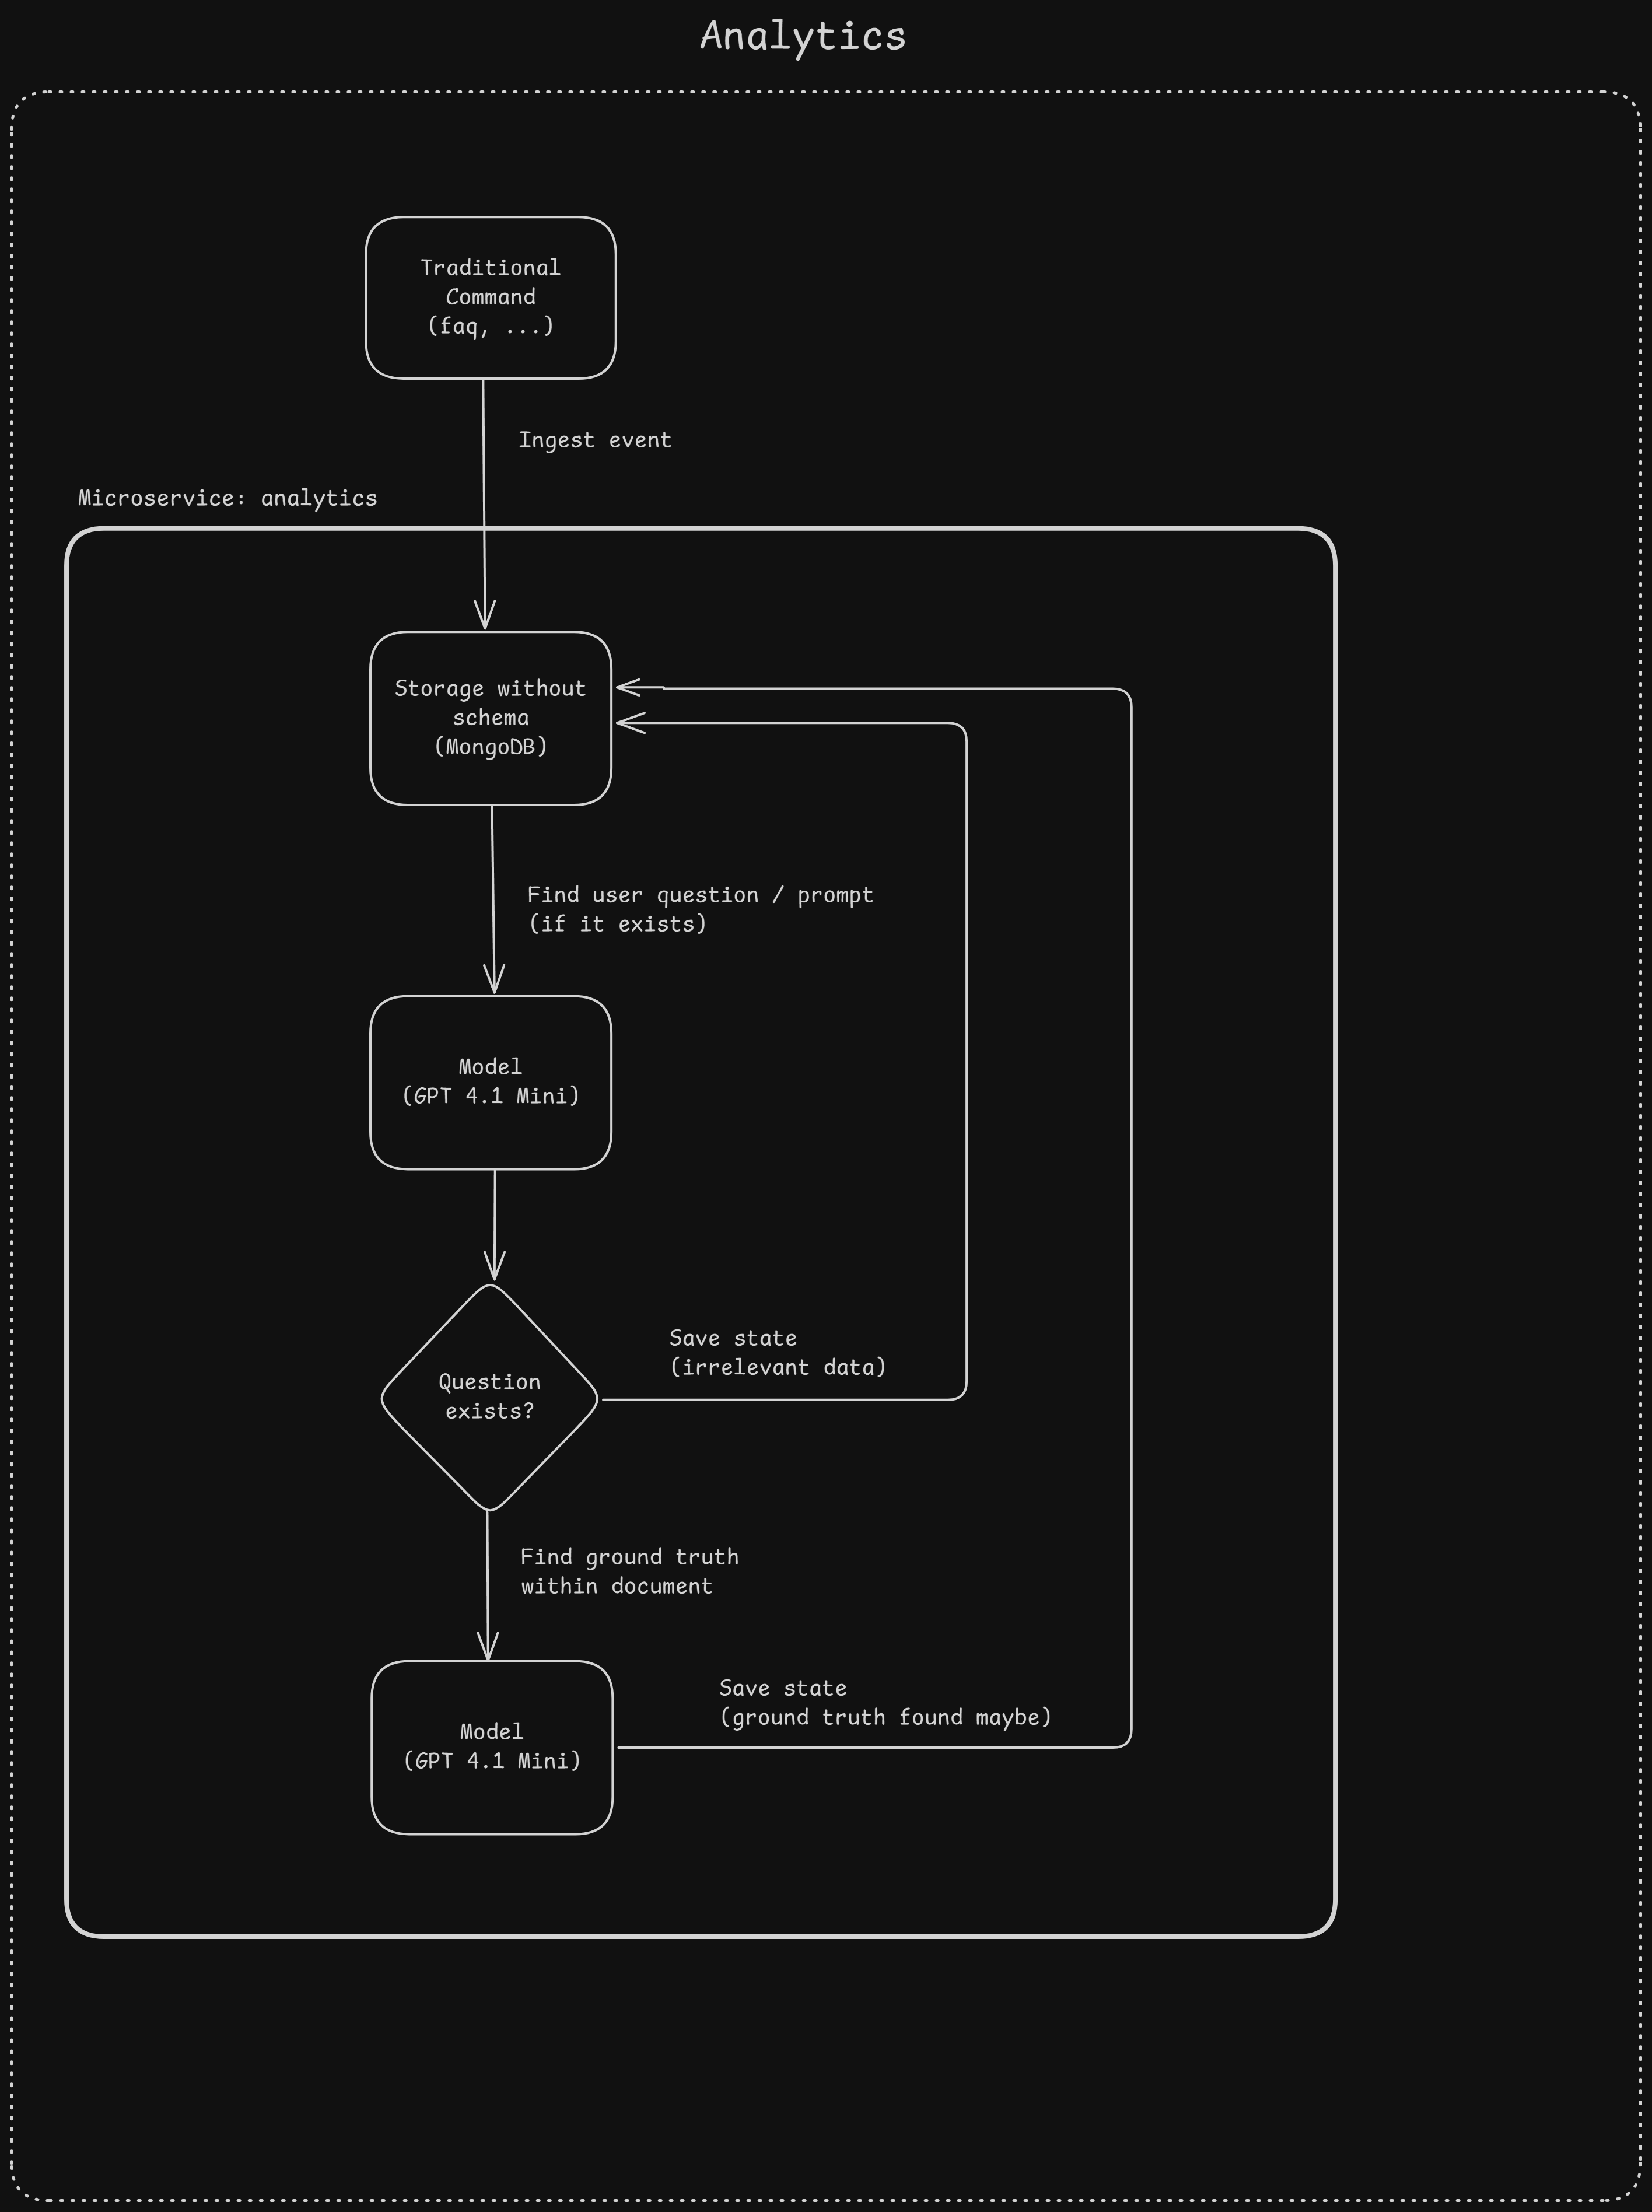 Analytics
Traditional
Command
(faq, ...)
Ingest event
Microservice: analytics
Storage without
schema
(MongoDB)
Find user question / prompt
(if it exists)
Model
(GPT 4.1 Mini)
Save state
(irrelevant data)
Question
exists?
Find ground truth
within document
Save state
(ground truth found maybe)
Model
(GPT 4.1 Mini)